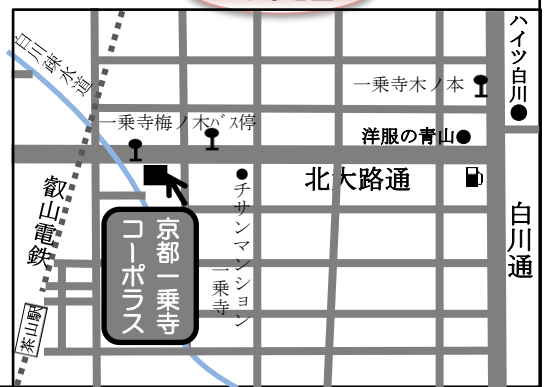 白川疎水道
ハイツ白川
一乗寺木ノ本
一乗寺梅ノ木バス停
洋服の青山
北大路通
叡山電鉄
チサンマンション
一乗寺
白川通
京都一乗寺
コーポラス
茶山駅